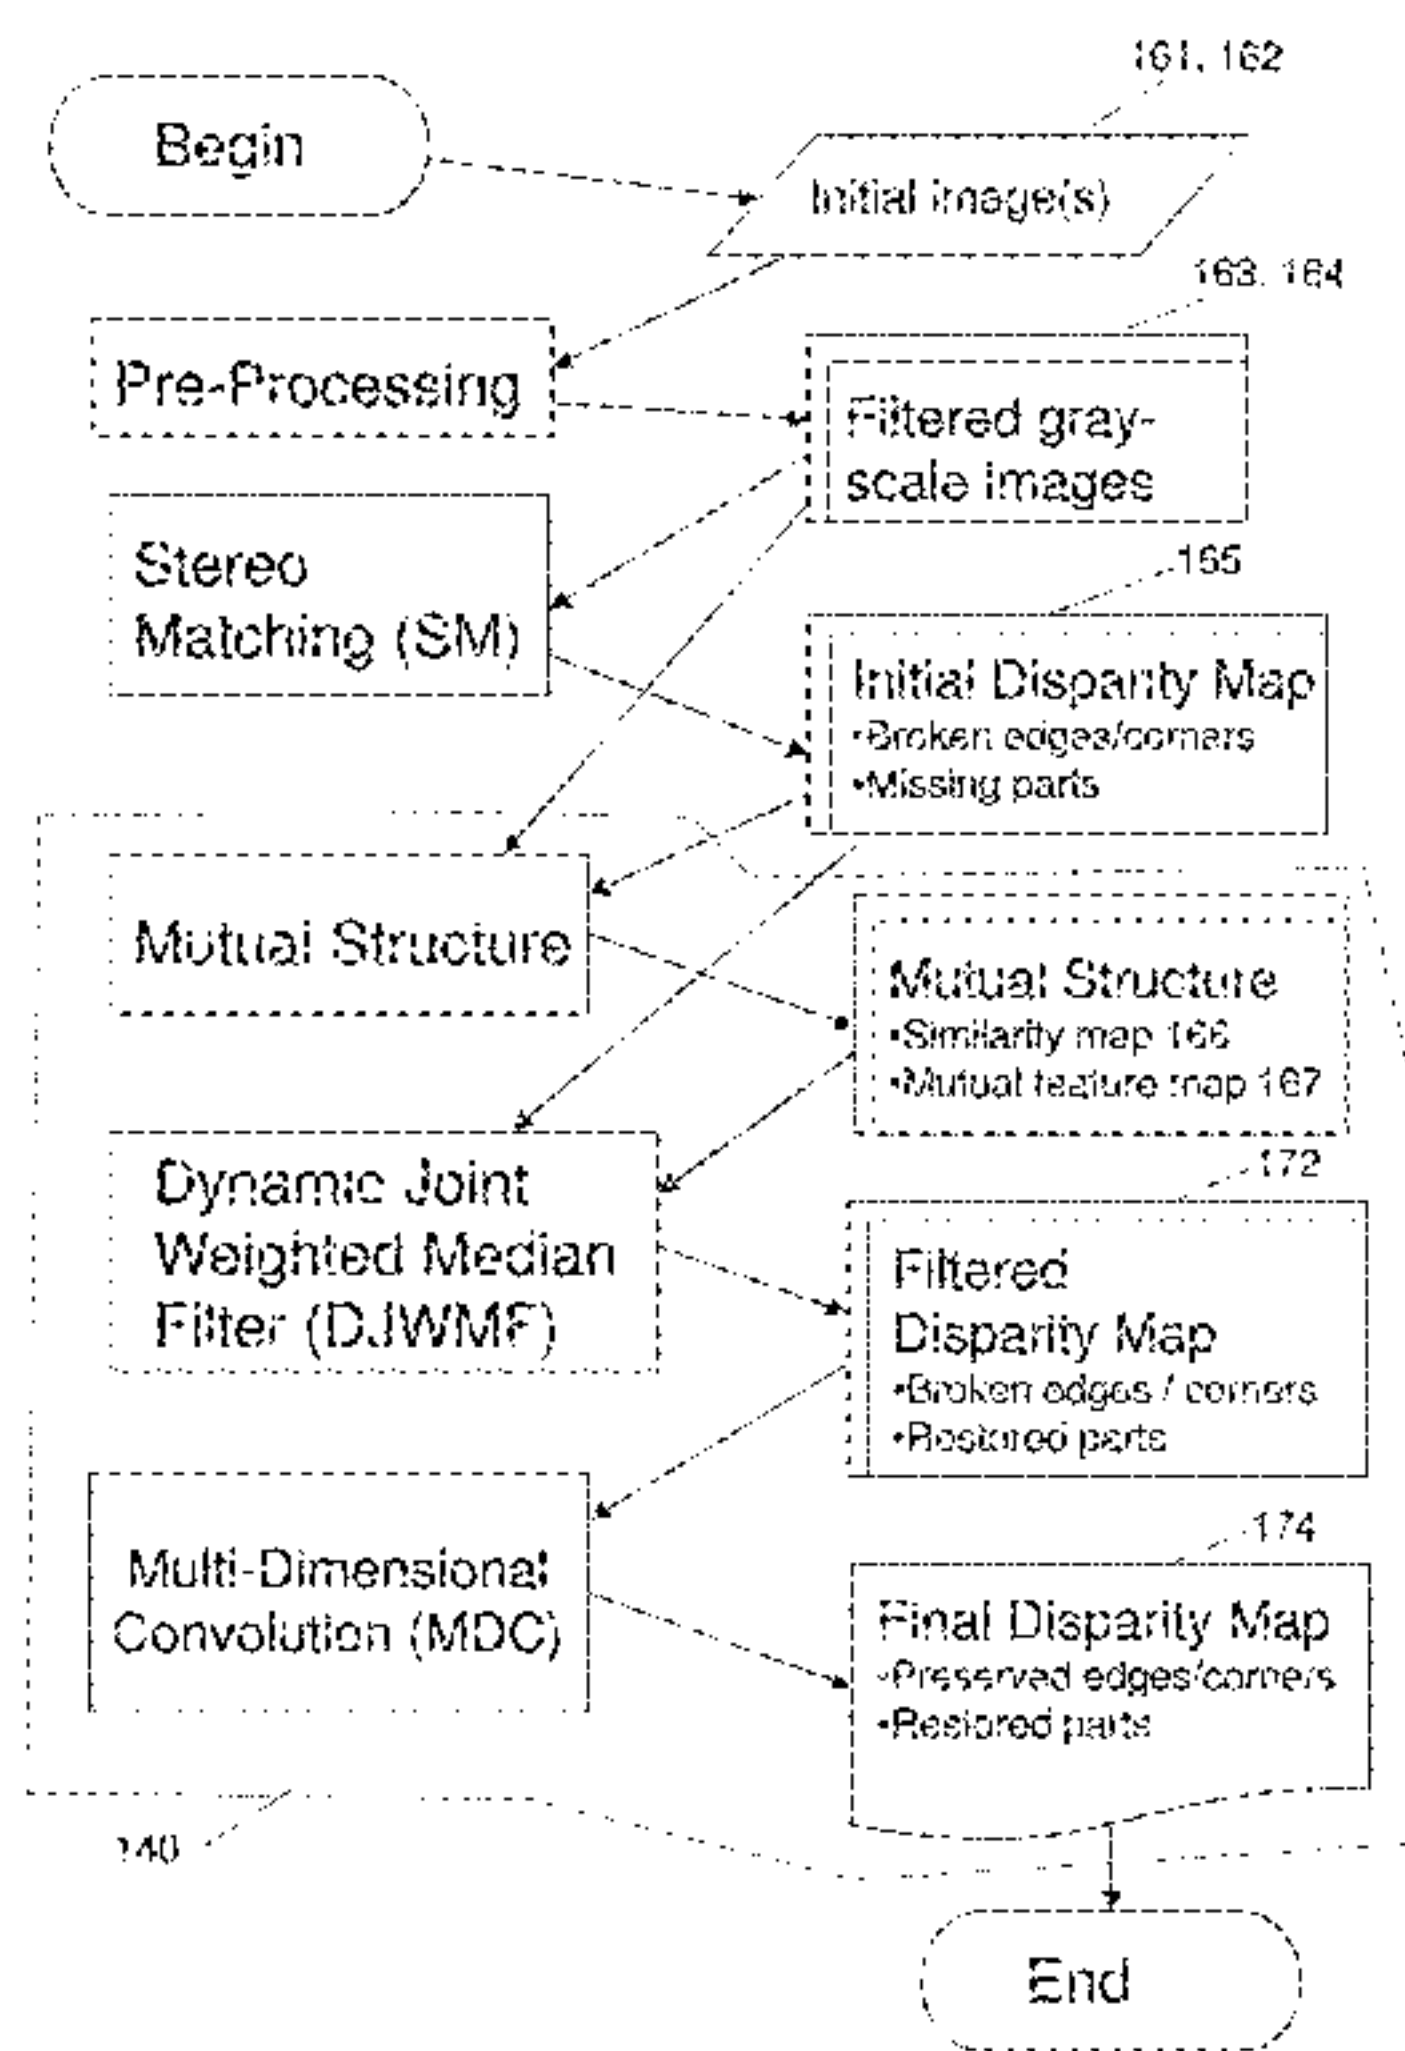 161, 162
Begin
Initial image(s)
163, 164
Pre-Processing
Filtered gray-
scale images
Stereo
Matching (SM)
165
Initial Disparity Map
•Broken edges/corners
•Missing parts
Mutual Structure
Mutual Structure
•Similarity map 166
•Mutual feature map 167
172
Dynamic Joint
Weighted Median
Filter (DJWMF)
Filtered
Disparity Map
•Broken edges / corners
•Restored parts
174
Multi-Dimensional
Convolution (MDC)
Final Disparity Map
•Preserved edges/corners
•Restored parts
140
End